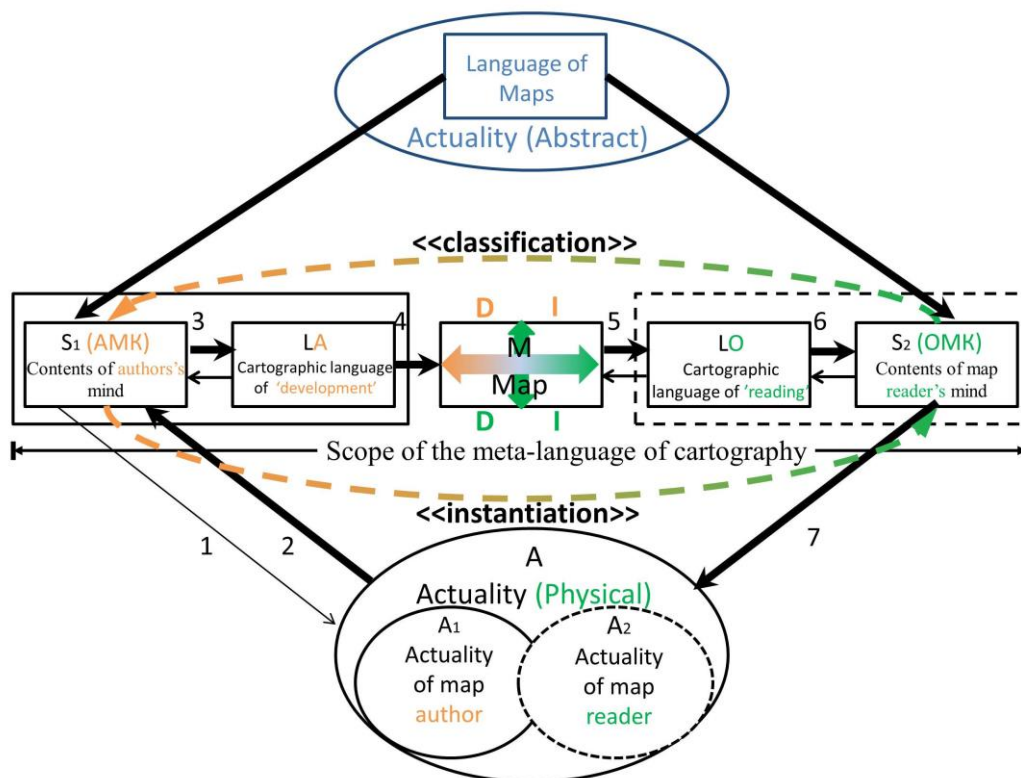 Language of
Maps
Actuality (Abstract)
<<classification>>
D I
3 4 5 6
S1 (AMK)
Contents of authors's
mind
LA
Cartographic language
of 'development'
M
Map
LO
Cartographic
language of 'reading'
S2 (OMK)
Contents of map
reader's mind
D I
Scope of the meta-language of cartography
<<instantiation>>
1 2 7
A
Actuality (Physical)
A1
Actuality
of map
author
A2
Actuality
of map
reader